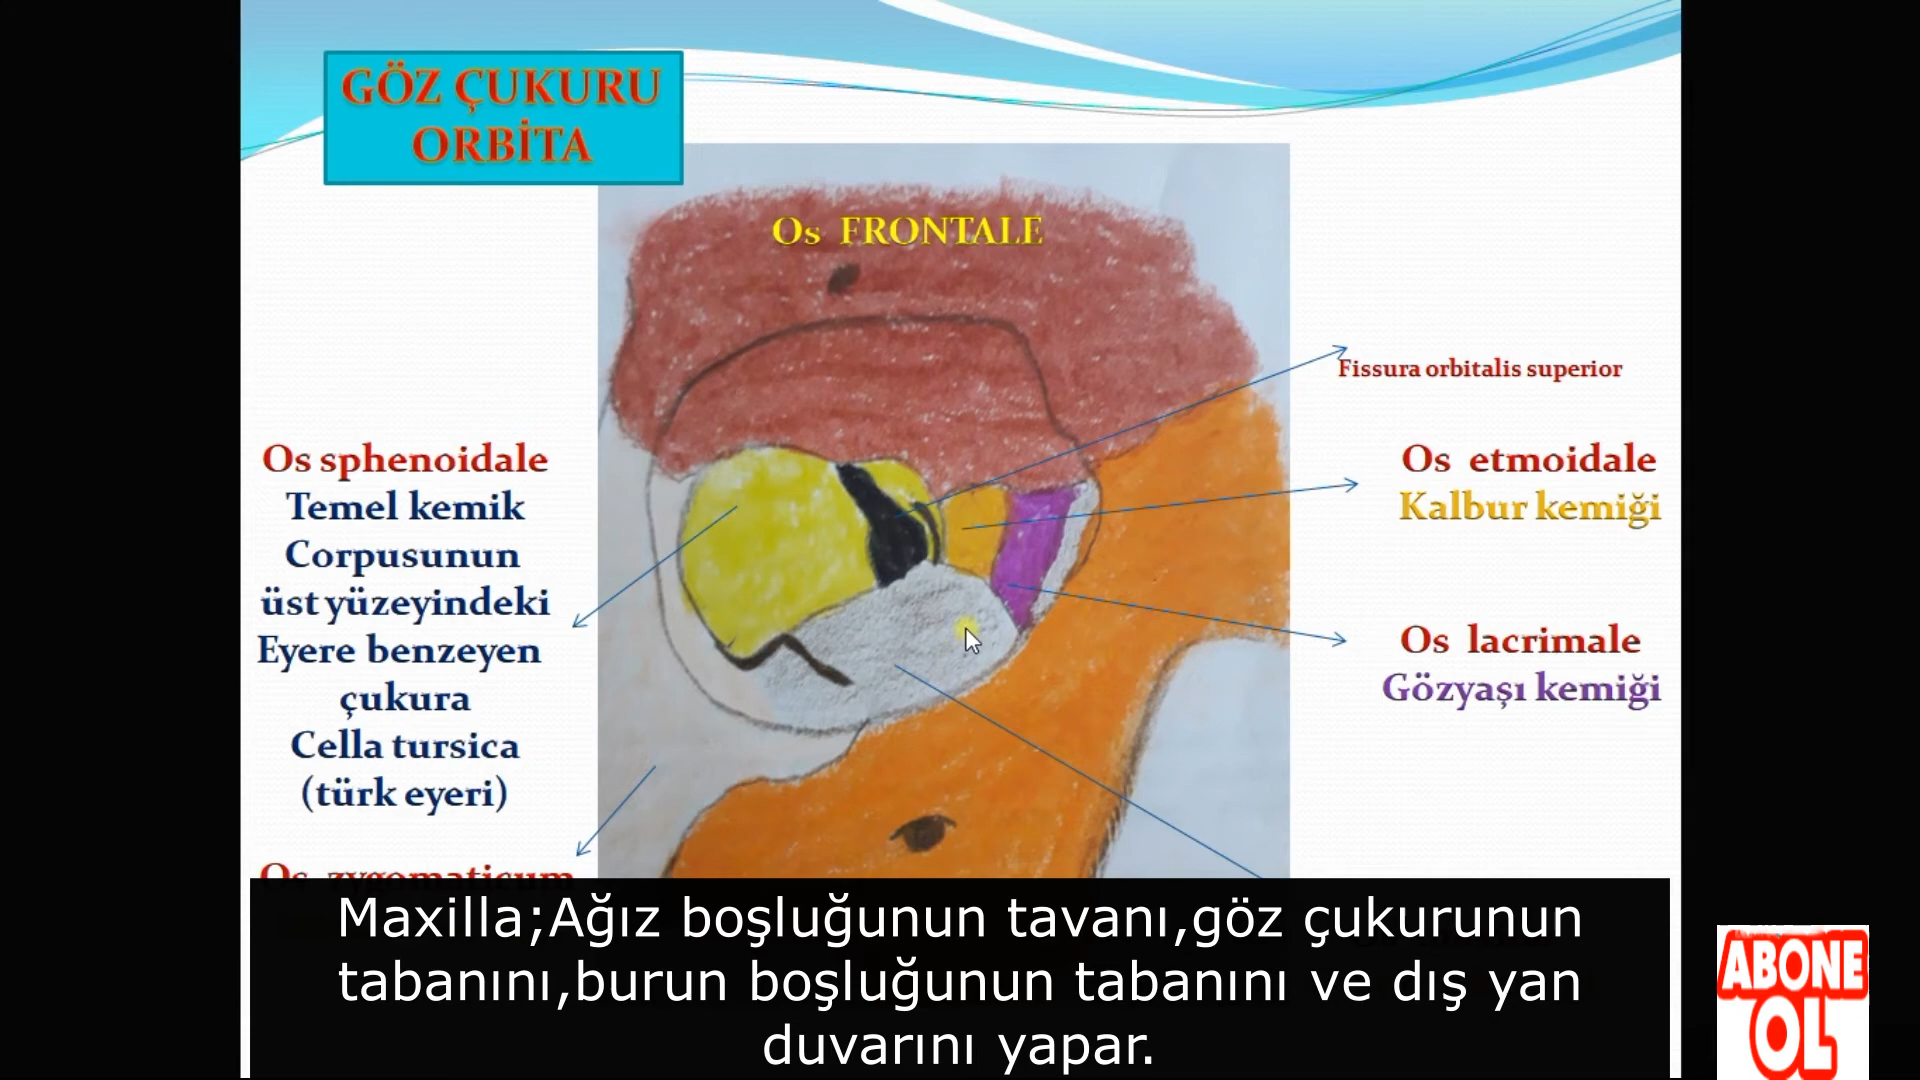 GÖZ ÇUKURU
ORBİTA
Os FRONTALE
Fissura orbitalis superior
Os sphenoidale
Temel kemik
Corpusunun
üst yüzeyindeki
Eyere benzeyen
çukura
Cella tursica
(türk eyeri)
Os etmoidale
Kalbur kemiği
Os lacrimale
Gözyaşı kemiği
Os zygomaticum
Maxilla;Ağız boşluğunun tavanı,göz çukurunun
tabanını,burun boşluğunun tabanını ve dış yan
duvarını yapar.
ABONE
OL